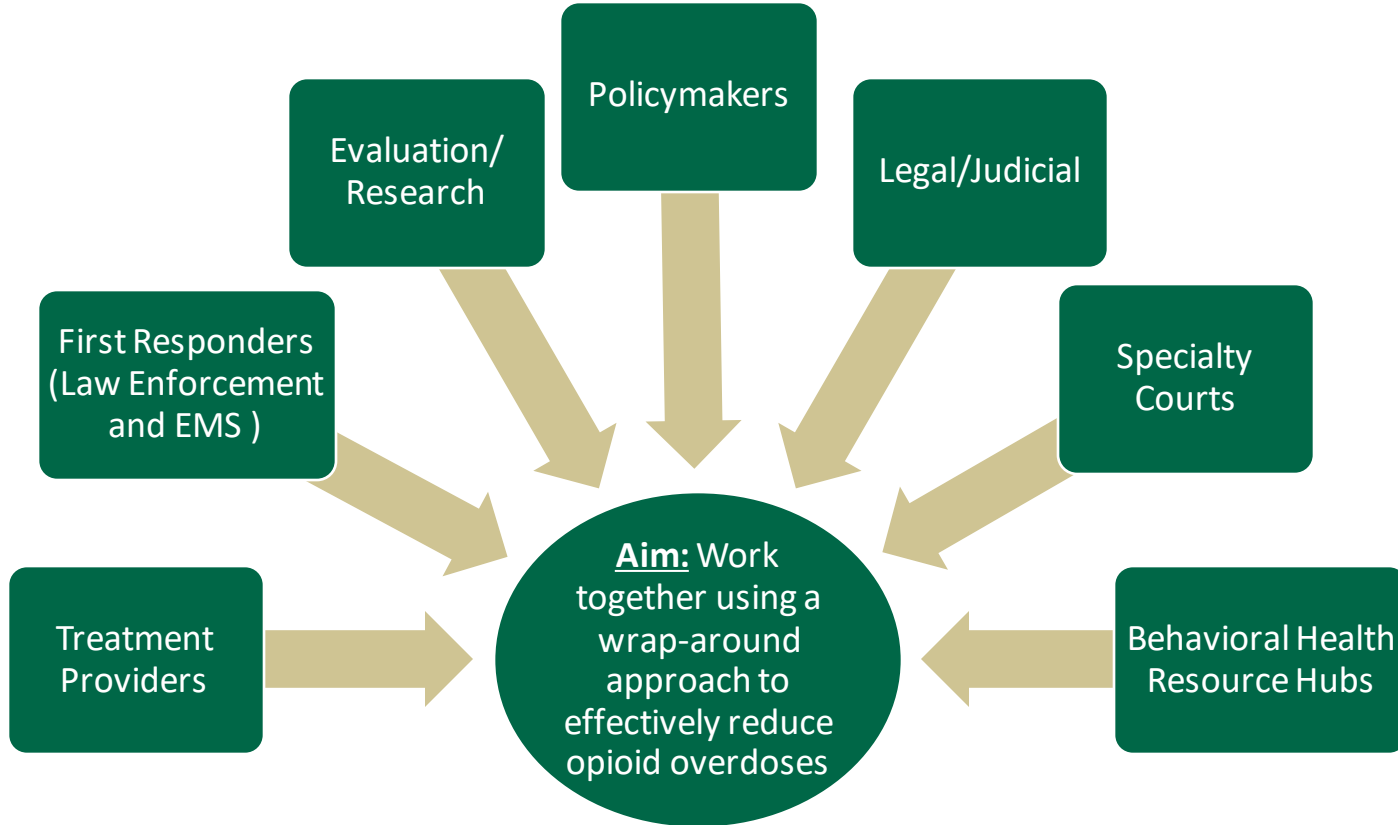 Policymakers
Evaluation/
Research
Legal/Judicial
First Responders
(Law Enforcement
and EMS )
Specialty
Courts
Treatment
Providers
Aim: Work
together using a
wrap-around
approach to
effectively reduce
opioid overdoses
Behavioral Health
Resource Hubs